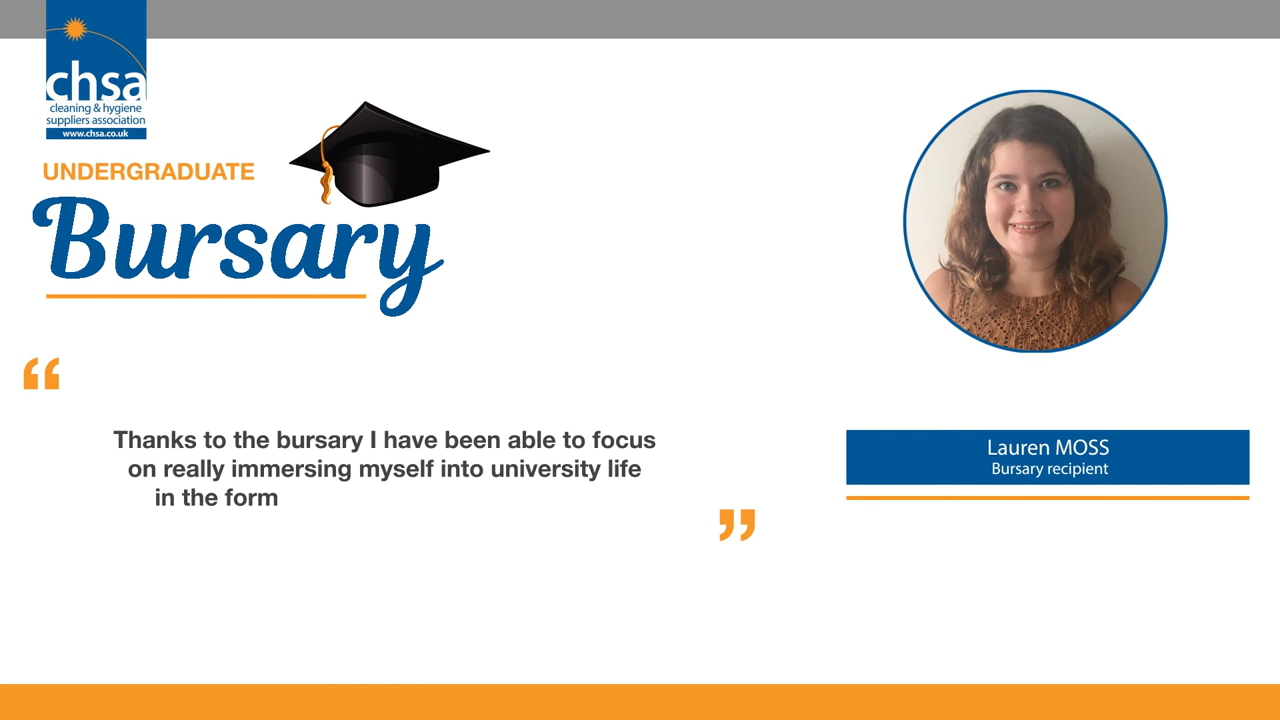 chsa
cleaning & hygiene
suppliers association
www.chsa.co.uk
UNDERGRADUATE
Bursary
“
Thanks to the bursary I have been able to focus
on really immersing myself into university life
in the form
”
Lauren MOSS
Bursary recipient